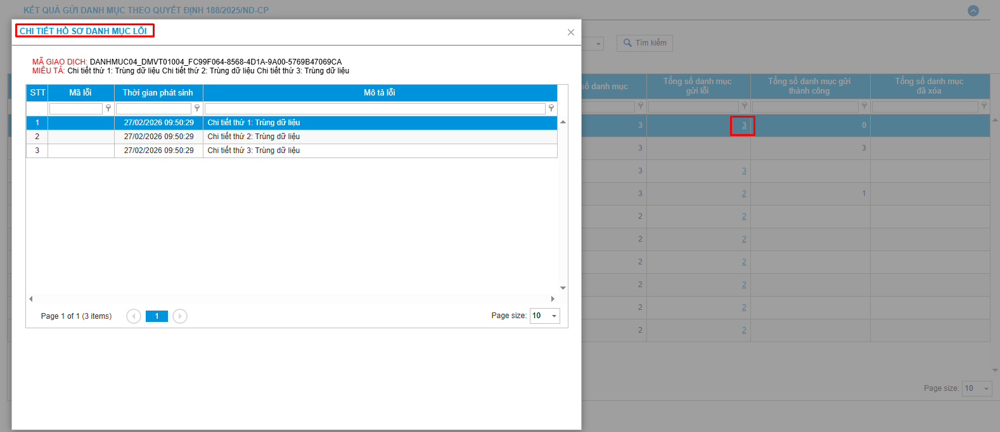 KẾT QUẢ GỬI DANH MỤC THEO QUYẾT ĐỊNH 188/2025/NĐ-CP
CHI TIẾT HỒ SƠ DANH MỤC LỖI
Tìm kiếm
MÃ GIAO DỊCH: DANHMUC04_DMVT01004_FC99F064-8568-4D1A-9A00-5769B47069CA
MIÊU TẢ: Chi tiết thứ 1: Trùng dữ liệu Chi tiết thứ 2: Trùng dữ liệu Chi tiết thứ 3: Trùng dữ liệu
STT Mã lỗi Thời gian phát sinh Mô tả lỗi
1 27/02/2026 09:50:29 Chi tiết thứ 1: Trùng dữ liệu
2 27/02/2026 09:50:29 Chi tiết thứ 2: Trùng dữ liệu
3 27/02/2026 09:50:29 Chi tiết thứ 3: Trùng dữ liệu
Page 1 of 1 (3 items) 1 Page size: 10
số danh mục Tổng số danh mục gửi lỗi Tổng số danh mục gửi thành công Tổng số danh mục đã xóa
3 3 0
3 3
3 3
3 2 1
2 2
2 2
2 2
2 2
2 2
2 2
Page size: 10